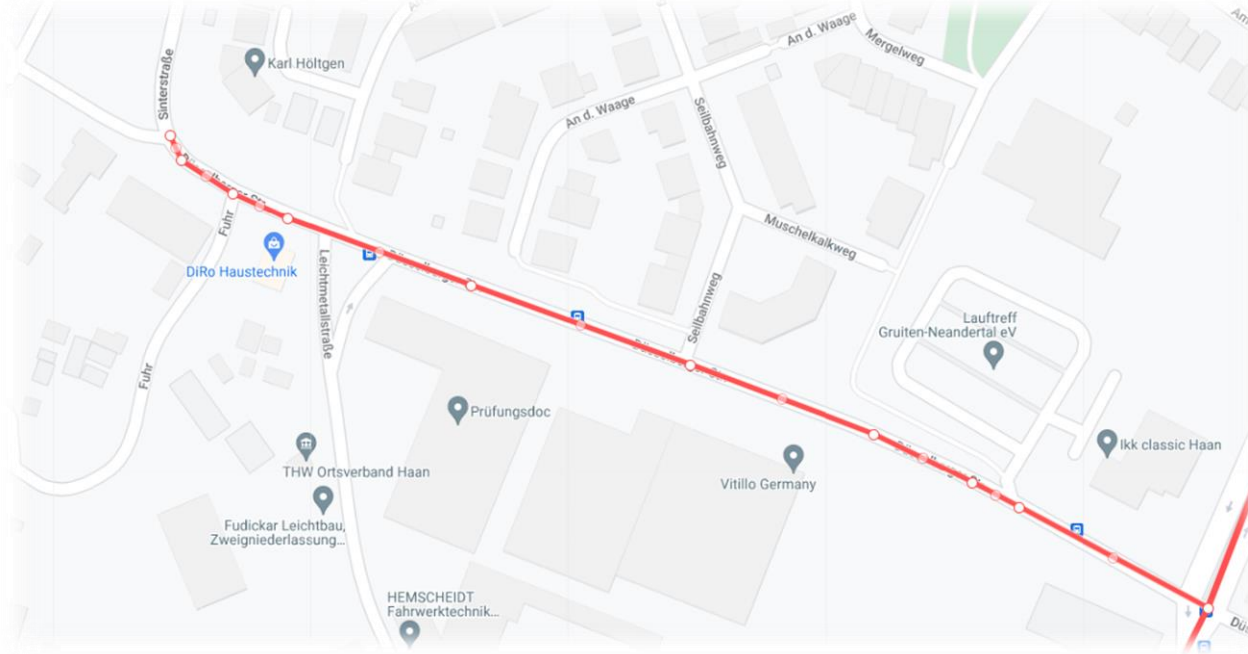 An d. Waage
Mergelweg
Sinterstraße
Karl Höltgen
An d. Waage
Seilbahnweg
Fuhr
Muschelkalkweg
DiRo Haustechnik
Leichtmetallstraße
Seilbahnweg
Lauftreff
Gruiten-Neandertal eV
Fuhr
Prüfungsdoc
Ikk classic Haan
THW Ortsverband Haan
Vitillo Germany
Fudickar Leichtbau,
Zweigniederlassung...
HEMSCHEIDT
Fahrwerktechnik...